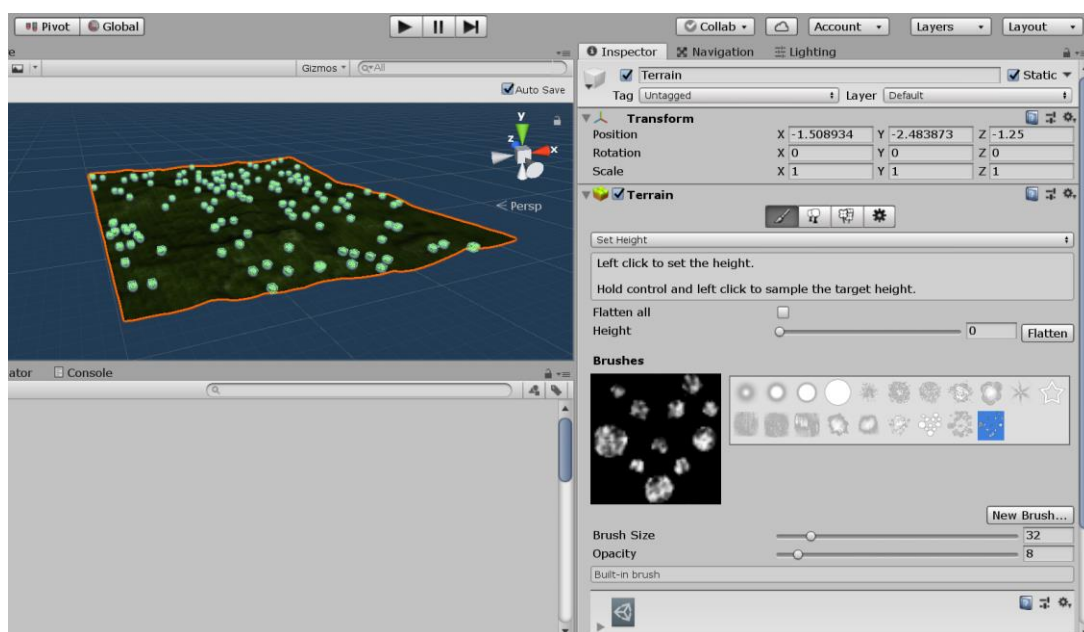 Pivot Global Collab Account Layers Layout
Inspector Navigation Lighting
Gizmos All
Terrain Static
Auto Save
Tag Untagged Layer Default
Transform
Position X -1.508934 Y -2.483873 Z -1.25
Rotation X 0 Y 0 Z 0
Scale X 1 Y 1 Z 1
y
z
x
Persp
Terrain
Set Height
Left click to set the height.
Hold control and left click to sample the target height.
Flatten all
Height 0 Flatten
Brushes
ator Console
New Brush...
Brush Size 32
Opacity 8
Built-in brush